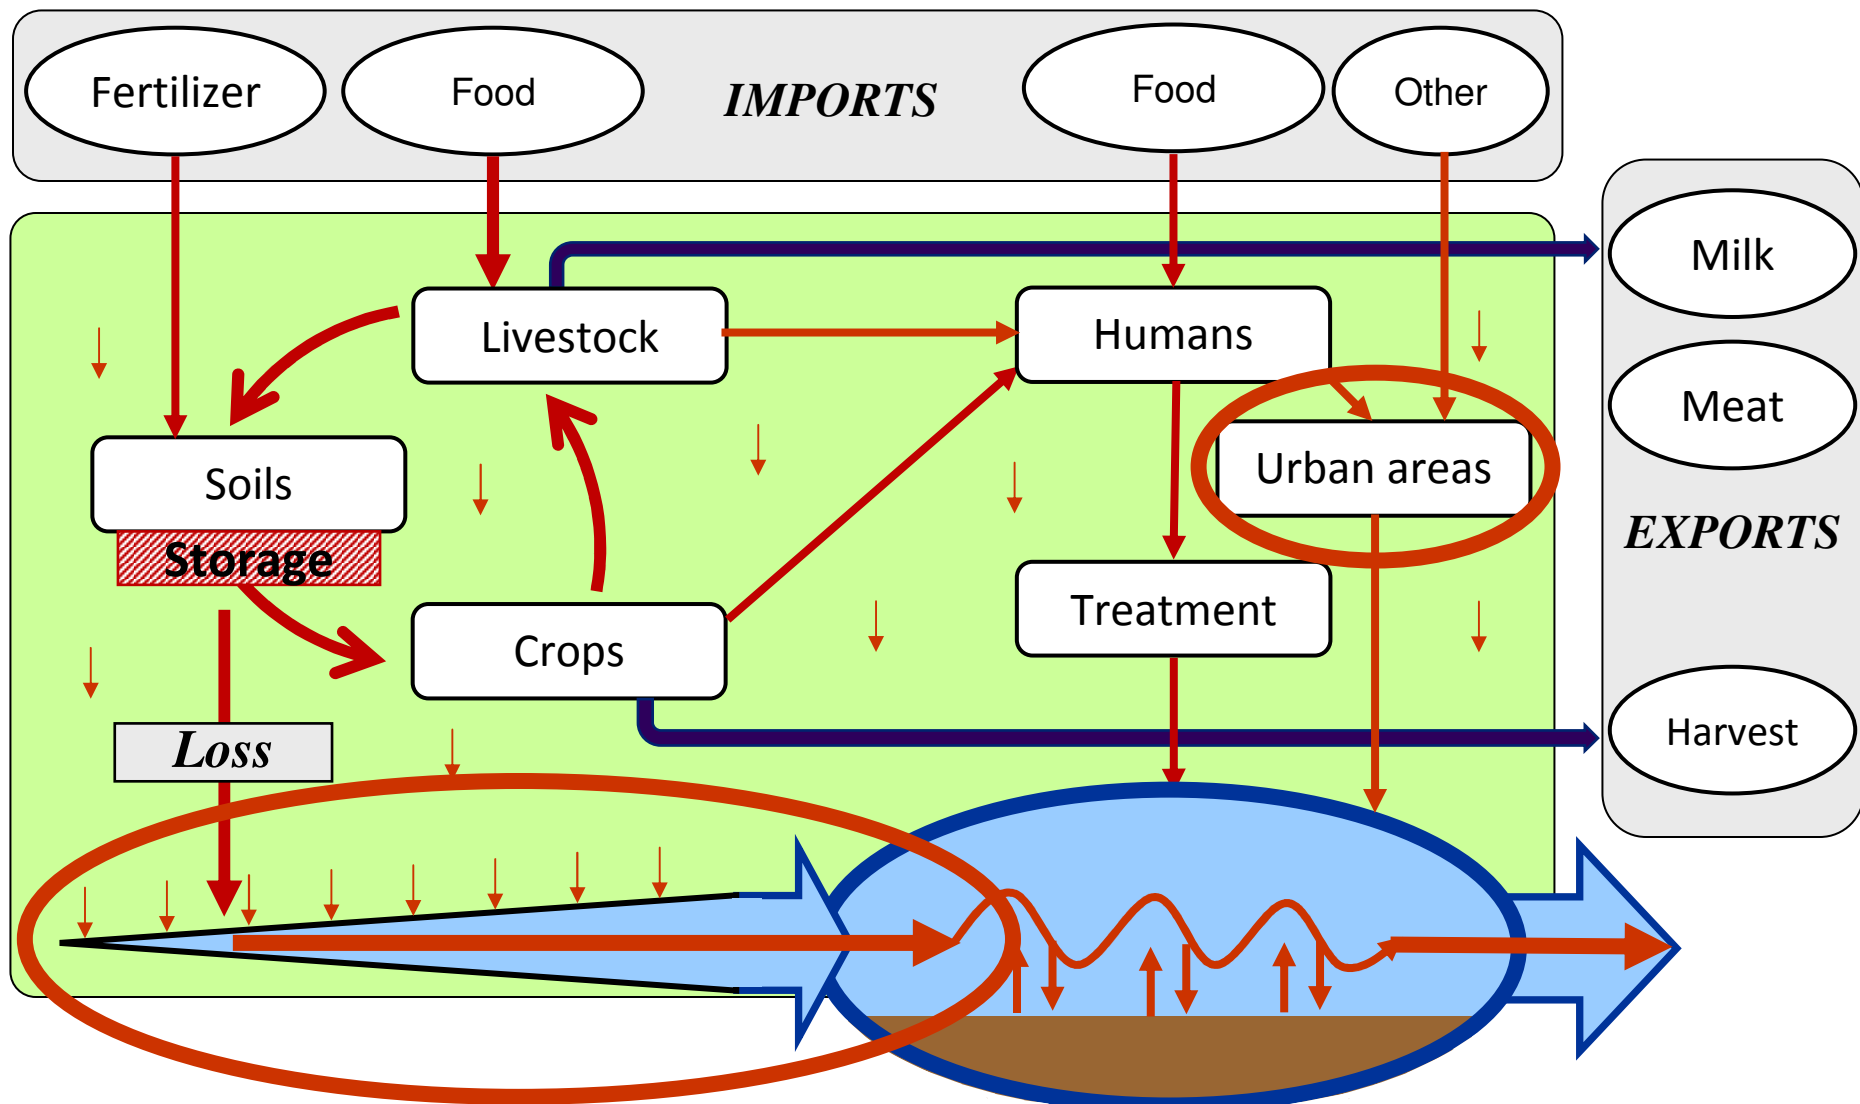 Fertilizer
Food
IMPORTS
Food
Other
Milk
Livestock
Humans
Meat
Soils
Urban areas
Storage
EXPORTS
Treatment
Crops
Harvest
Loss